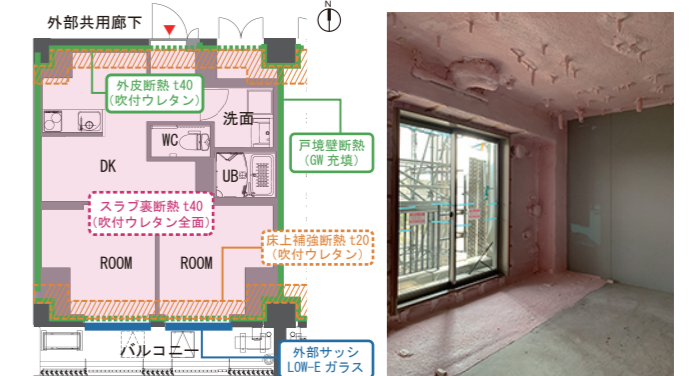 外部共用廊下
N
外皮断熱 t40
(吹付ウレタン)
洗面
戸境壁断熱
(GW 充填)
WC
DK
UB
スラブ裏断熱 t40
(吹付ウレタン全面)
床上補強断熱 t20
(吹付ウレタン)
ROOM
ROOM
バルコニー
外部サッシ
LOW-E ガラス